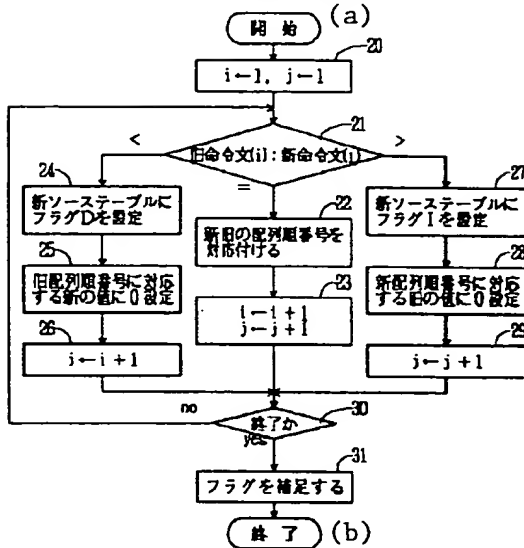 (a)
開 始
20
i←1, j←1
21
<
旧命令文(i):新命令文(j)
>
=
24
新ソーステーブルに
フラグDを設定
22
新旧の配列順番号を
対応付ける
27
新ソーステーブルに
フラグIを設定
25
旧配列順番号に対応
する新の値に0設定
23
i←i+1
j←j+1
28
新配列順番号に対応
する旧の値に0設定
26
j←i+1
29
j←j+1
no
終了か
30
yes
31
フラグを補足する
終 了
(b)